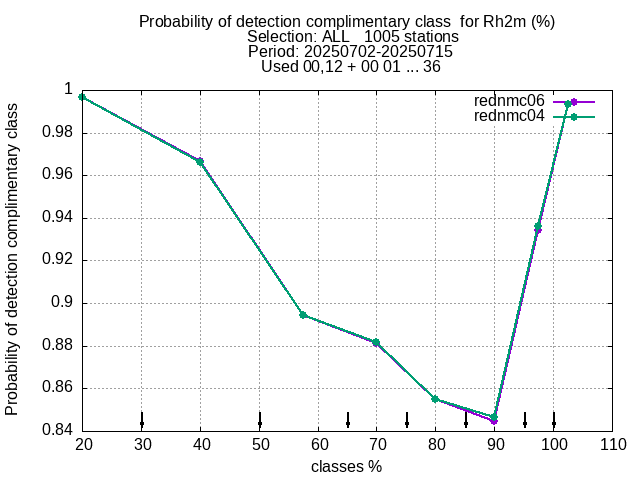 Probability of detection complimentary class  for Rh2m (%)
Selection: ALL   1005 stations
Period: 20250702-20250715
Used 00,12 + 00 01 ... 36
rednmc06
rednmc04
Probability of detection complimentary class
1
0.98
0.96
0.94
0.92
0.9
0.88
0.86
0.84
20 30 40 50 60 70 80 90 100 110
classes %